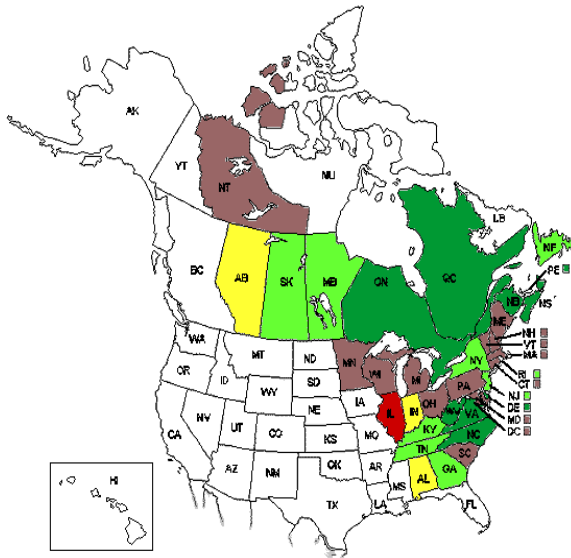 AK
YT
NT
NU
LB
NF
BC
AB
SK
MB
ON
QC
PE
NB
NS
WA
MT
ND
MN
ME
NH
VT
MA
OR
ID
SD
WI
MI
NY
RI
CT
WY
NE
IA
PA
NJ
NV
UT
CO
IL
IN
OH
DE
MD
DC
CA
KS
MO
KY
WV
VA
AZ
NM
OK
AR
TN
NC
SC
HI
TX
LA
MS
AL
GA
FL